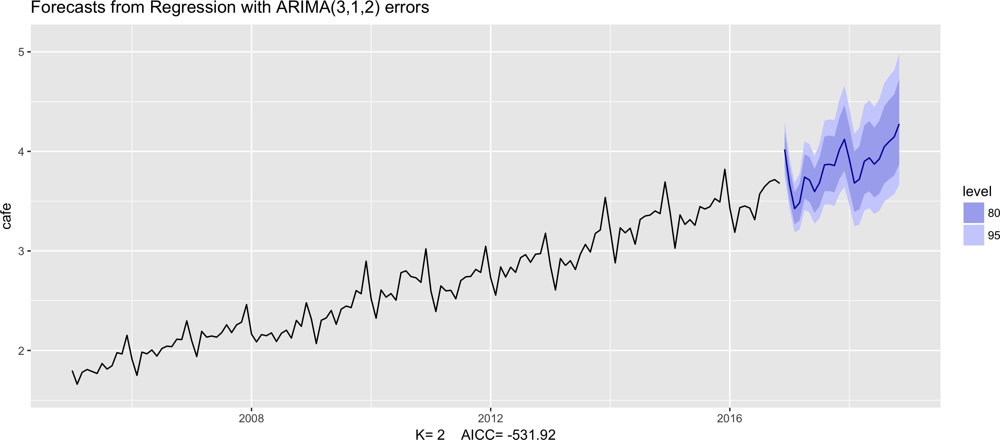 Forecasts from Regression with ARIMA(3,1,2) errors
5
4
3
2
cafe
2008
2012
2016
K= 2 AICC= -531.92
level
80
95